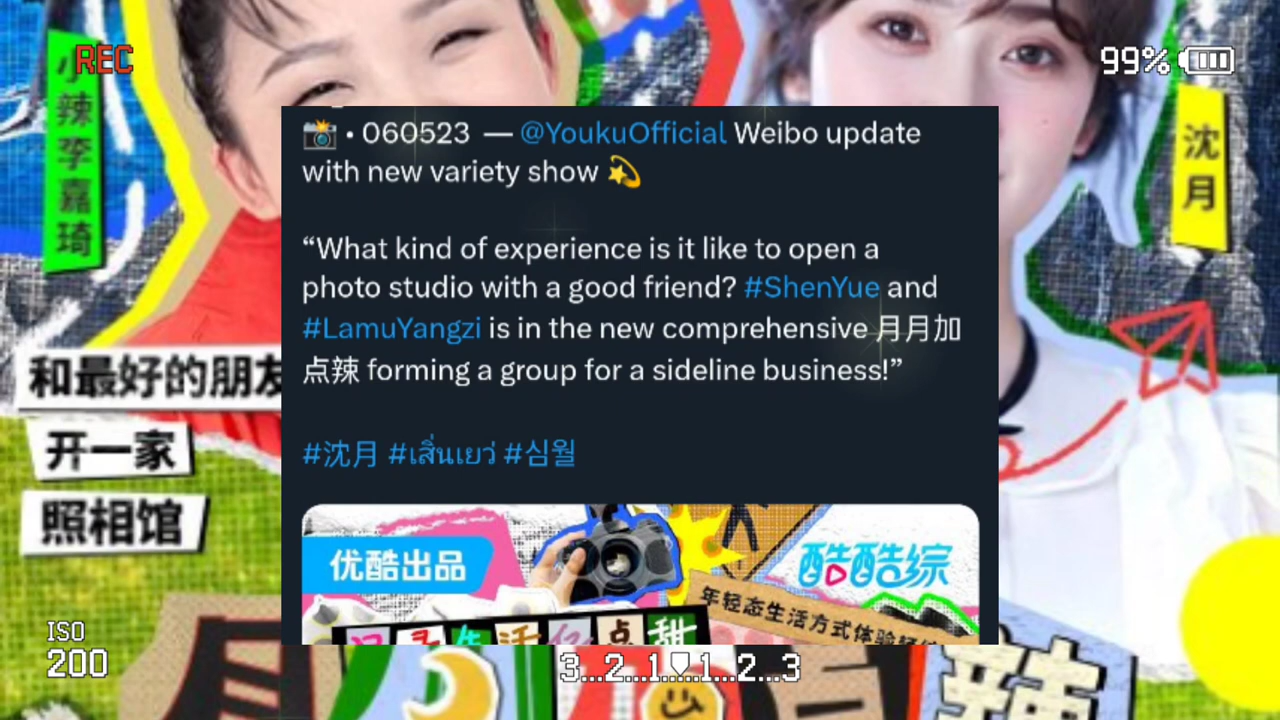 REC
99%
小辣李嘉琦
沈月
📸 • 060523 — @YoukuOfficial Weibo update
with new variety show 💫
“What kind of experience is it like to open a
photo studio with a good friend? #ShenYue and
#LamuYangzi is in the new comprehensive 月月加
点辣 forming a group for a sideline business!”
#沈月 #เสิ่นเยว่ #심월
和最好的朋友
开一家
照相馆
优酷出品
酷酷综
年轻态生活方式体验
点甜
ISO
200
3...2...1...1...2...3
月
辣